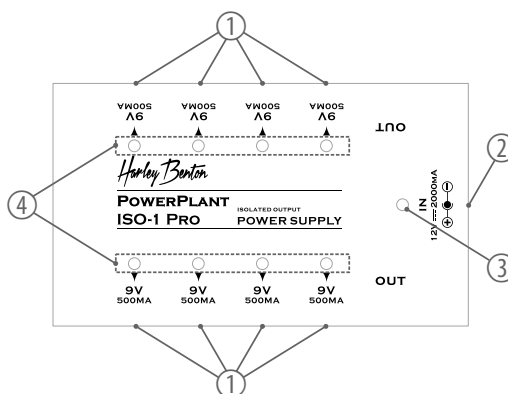 1
9V 9V 9V 9V
500MA 500MA 500MA 500MA
OUT
2
Harley Benton
4
POWERPLANT
ISO-1 PRO
ISOLATED OUTPUT
POWER SUPPLY
IN
12V⎓2000MA
3
OUT
9V 9V 9V 9V
500MA 500MA 500MA 500MA
1